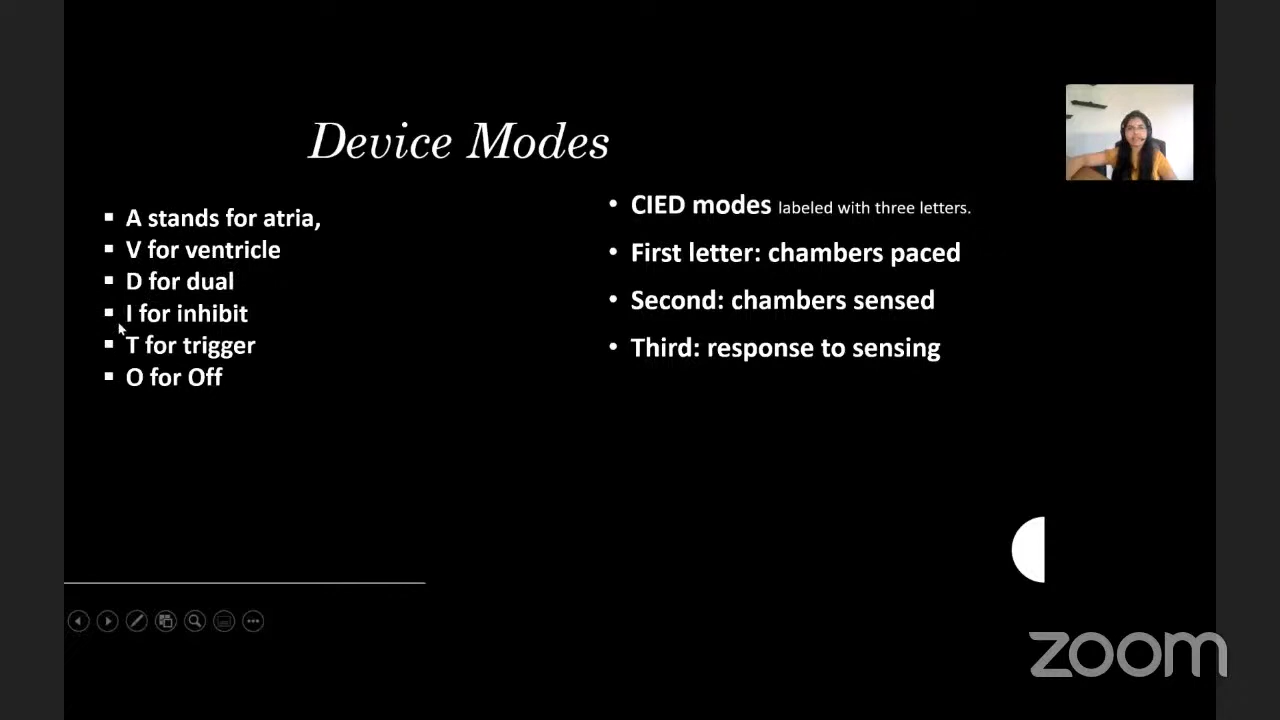 Device Modes
A stands for atria,
V for ventricle
D for dual
I for inhibit
T for trigger
O for Off
CIED modes labeled with three letters.
First letter: chambers paced
Second: chambers sensed
Third: response to sensing
zoom